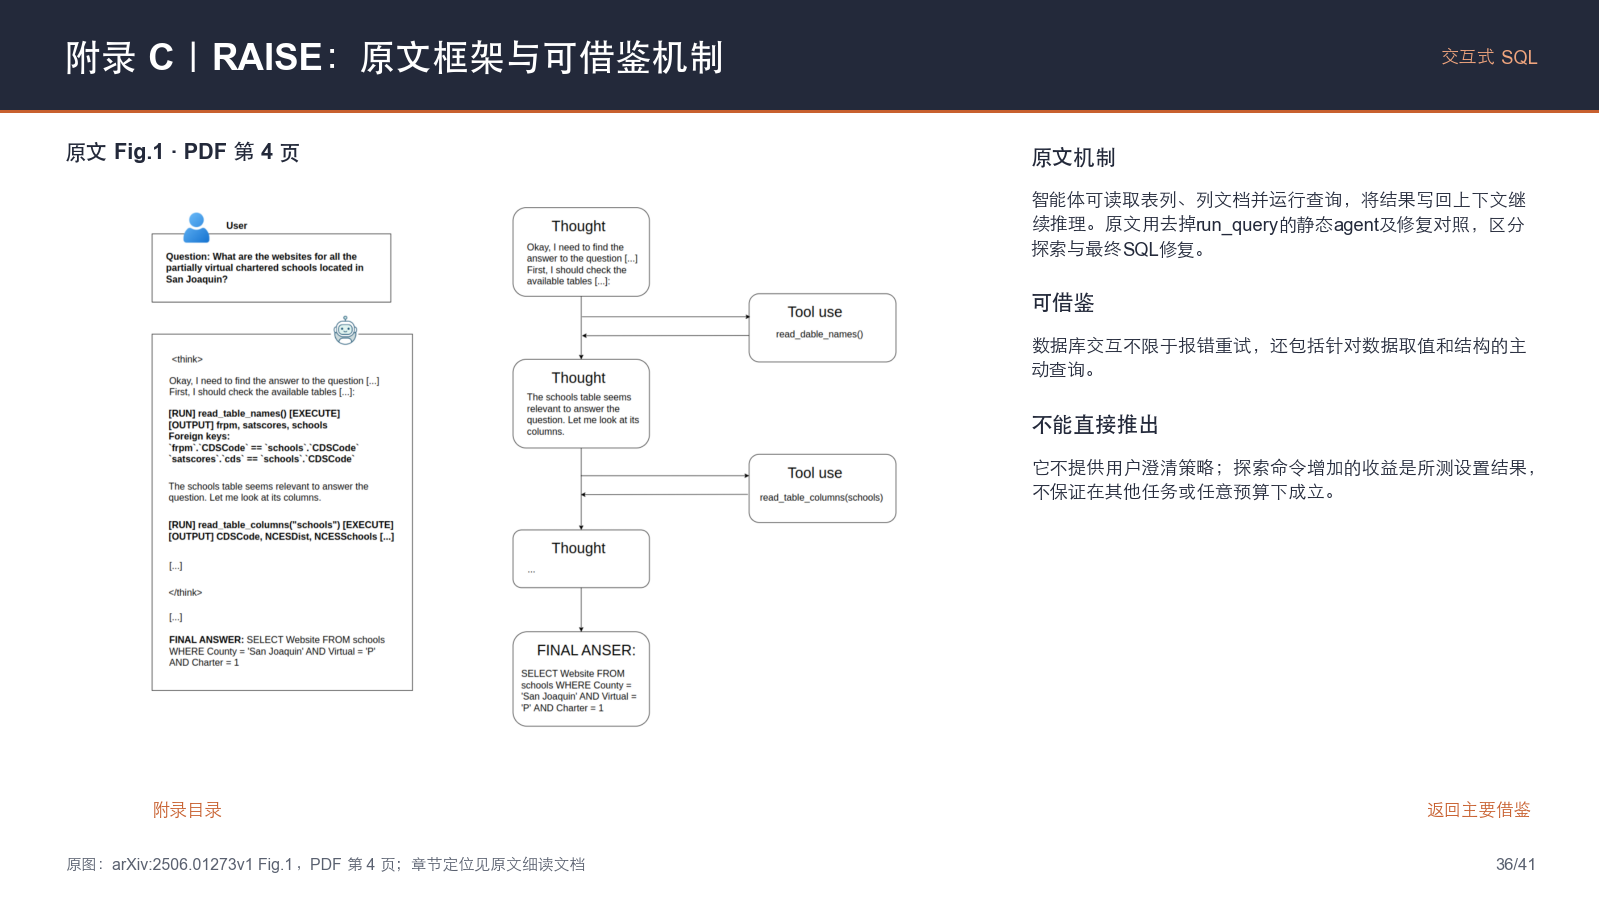 附录 C｜RAISE：原文框架与可借鉴机制
交互式 SQL
原文 Fig.1 · PDF 第 4 页
User
Question: What are the websites for all the
partially virtual chartered schools located in
San Joaquin?
<think>
Okay, I need to find the answer to the question [...]
First, I should check the available tables [...]:
[RUN] read_table_names() [EXECUTE]
[OUTPUT] frpm, satscores, schools
Foreign keys:
`frpm`.`CDSCode` == `schools`.`CDSCode`
`satscores`.`cds` == `schools`.`CDSCode`
The schools table seems relevant to answer the
question. Let me look at its columns.
[RUN] read_table_columns("schools") [EXECUTE]
[OUTPUT] CDSCode, NCESDist, NCESSchools [...]
[...]
</think>
[...]
FINAL ANSWER: SELECT Website FROM schools
WHERE County = 'San Joaquin' AND Virtual = 'P'
AND Charter = 1
Thought
Okay, I need to find the
answer to the question [...]
First, I should check the
available tables [...]:
Tool use
read_dable_names()
Thought
The schools table seems
relevant to answer the
question. Let me look at its
columns.
Tool use
read_table_columns(schools)
Thought
...
FINAL ANSER:
SELECT Website FROM
schools WHERE County =
'San Joaquin' AND Virtual =
'P' AND Charter = 1
原文机制
智能体可读取表列、列文档并运行查询，将结果写回上下文继
续推理。原文用去掉run_query的静态agent及修复对照，区分
探索与最终SQL修复。
可借鉴
数据库交互不限于报错重试，还包括针对数据取值和结构的主
动查询。
不能直接推出
它不提供用户澄清策略；探索命令增加的收益是所测设置结果，
不保证在其他任务或任意预算下成立。
附录目录
返回主要借鉴
原图：arXiv:2506.01273v1 Fig.1，PDF 第 4 页；章节定位见原文细读文档
36/41